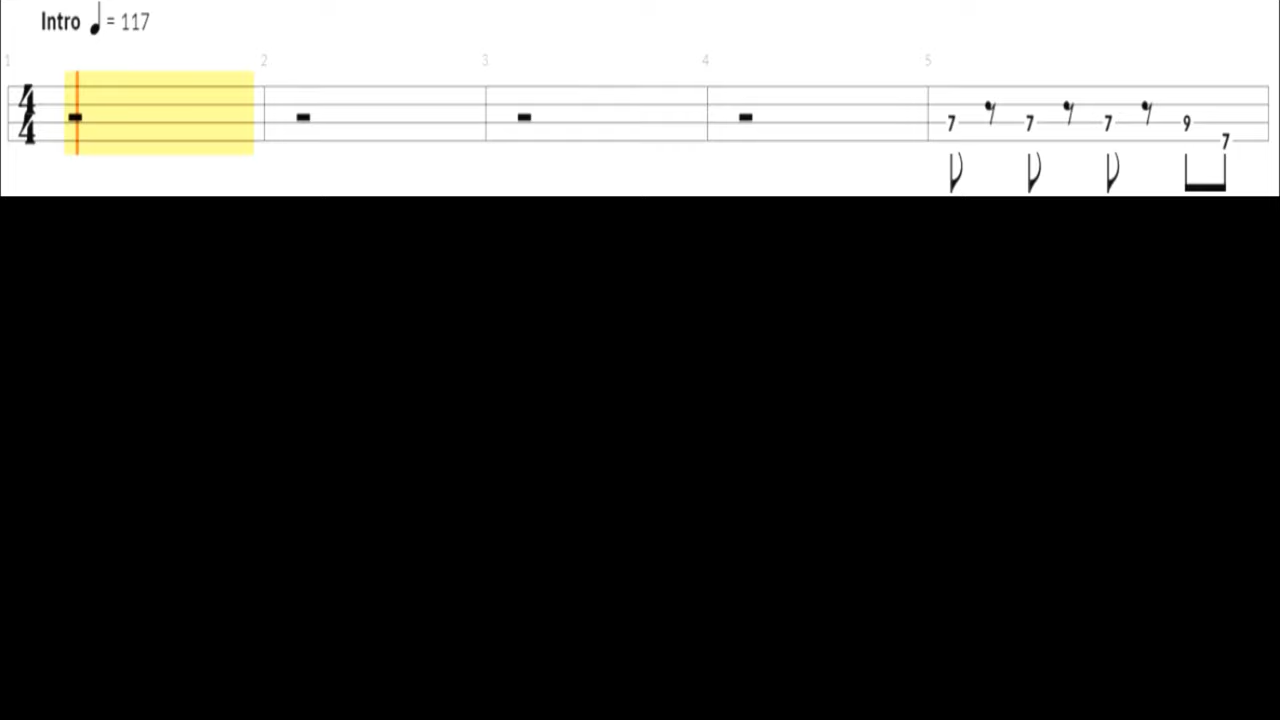 Intro ♩ = 117
1 2 3 4 5
4
4
7 7 7 9
7